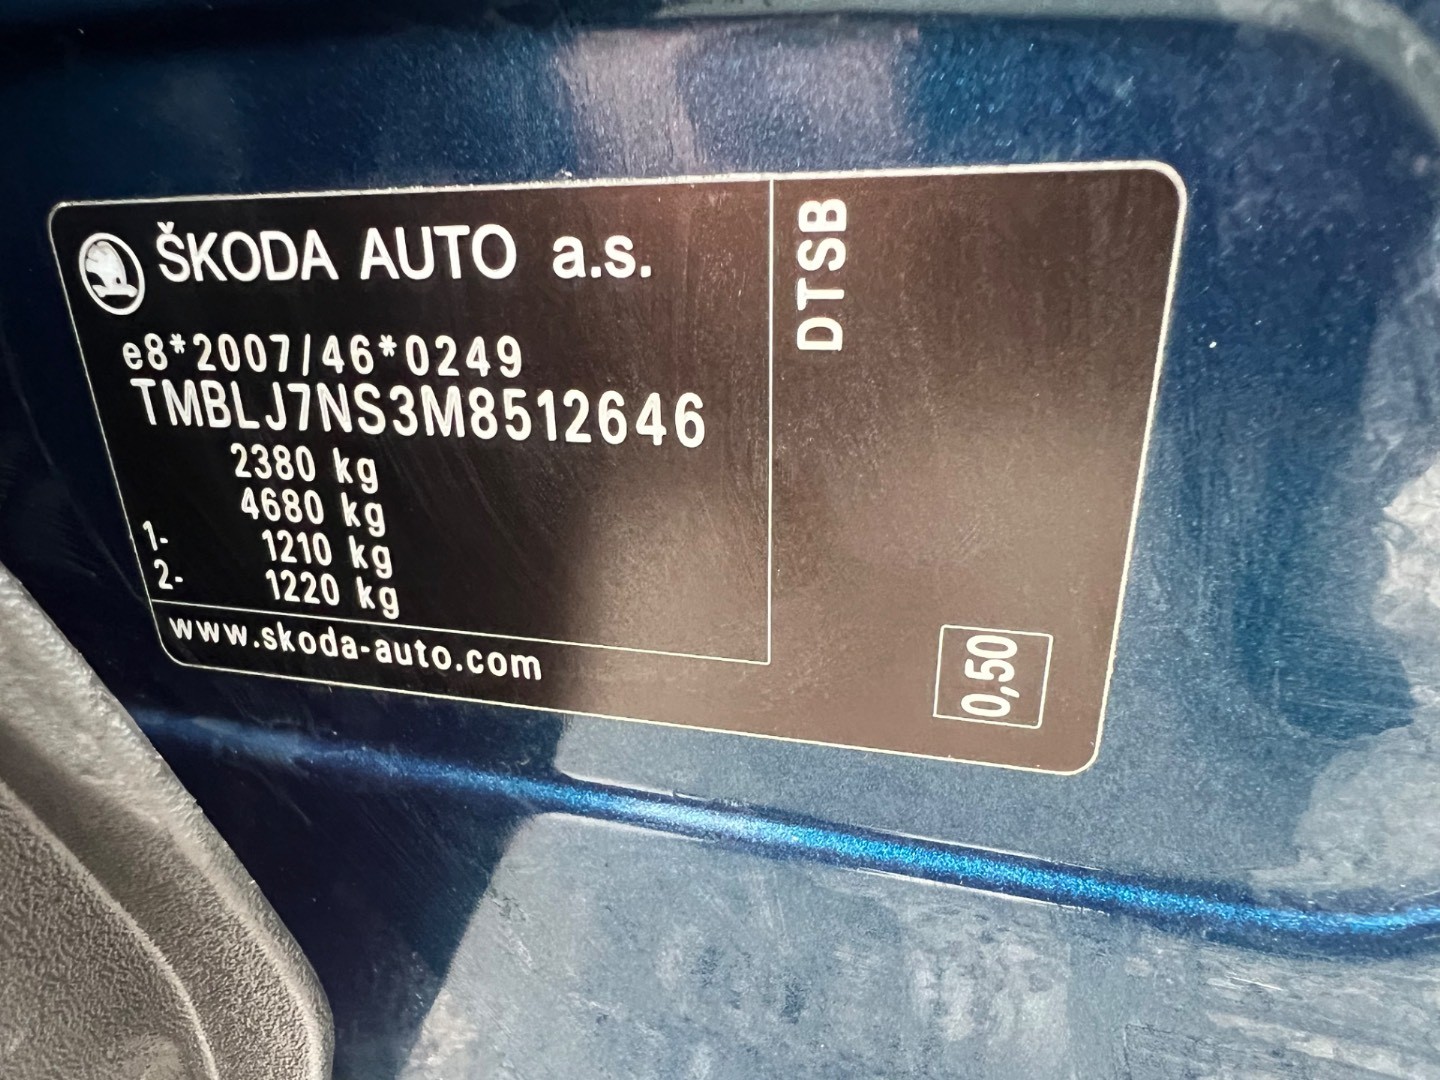 ŠKODA AUTO a.s.
e8*2007/46*0249
TMBLJ7NS3M8512646
2380 kg
4680 kg
1- 1210 kg
2- 1220 kg
www.skoda-auto.com
DTSB
0,50